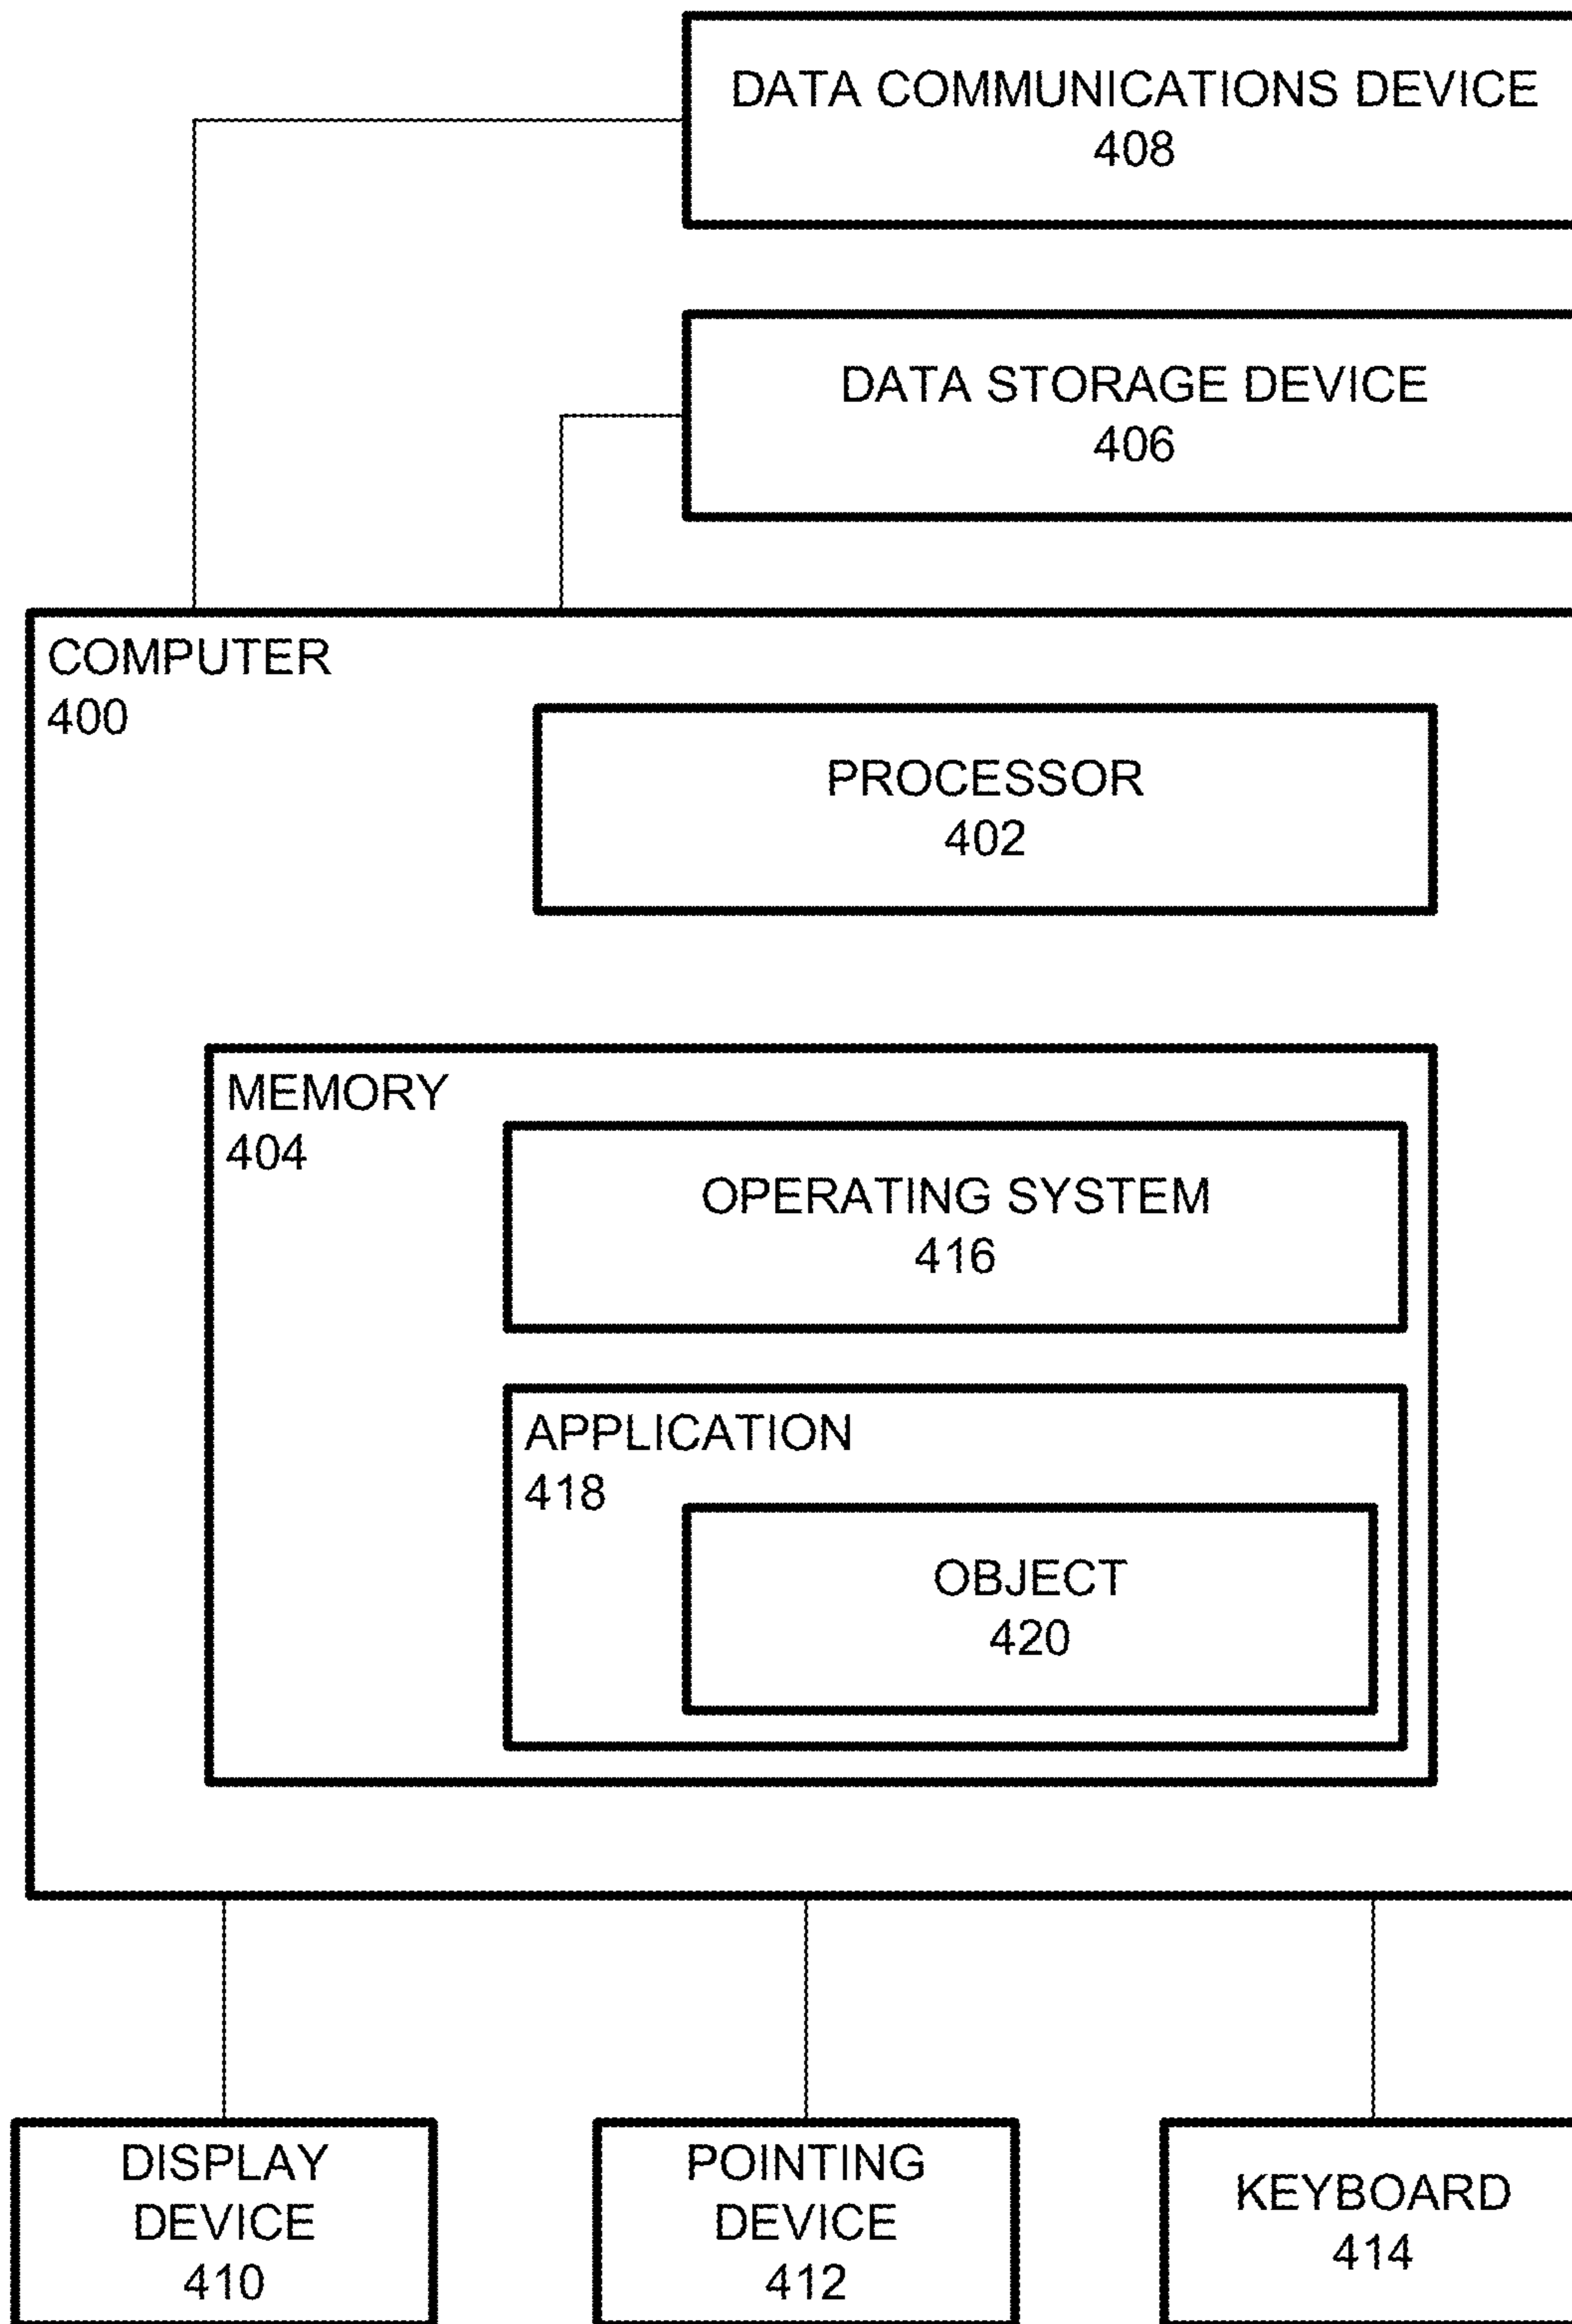 DATA COMMUNICATIONS DEVICE
408
DATA STORAGE DEVICE
406
COMPUTER
400
PROCESSOR
402
MEMORY
404
OPERATING SYSTEM
416
APPLICATION
418
OBJECT
420
DISPLAY
DEVICE
410
POINTING
DEVICE
412
KEYBOARD
414